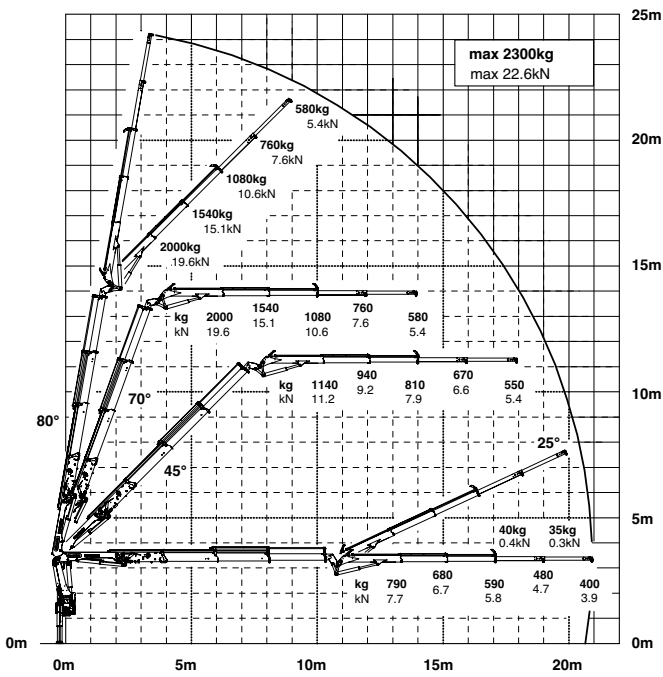 25m
max 2300kg
max 22.6kN
580kg
5.4kN
20m
760kg
7.6kN
1080kg
10.6kN
1540kg
15.1kN
2000kg
19.6kN
15m
kg 2000 1540 1080 760 580
kN 19.6 15.1 10.6 7.6 5.4
kg 1140 940 810 670 550
kN 11.2 9.2 7.9 6.6 5.4
10m
70°
80°
45°
25°
5m
40kg 35kg
0.4kN 0.3kN
kg 790 680 590 480 400
kN 7.7 6.7 5.8 4.7 3.9
0m 0m
0m 5m 10m 15m 20m